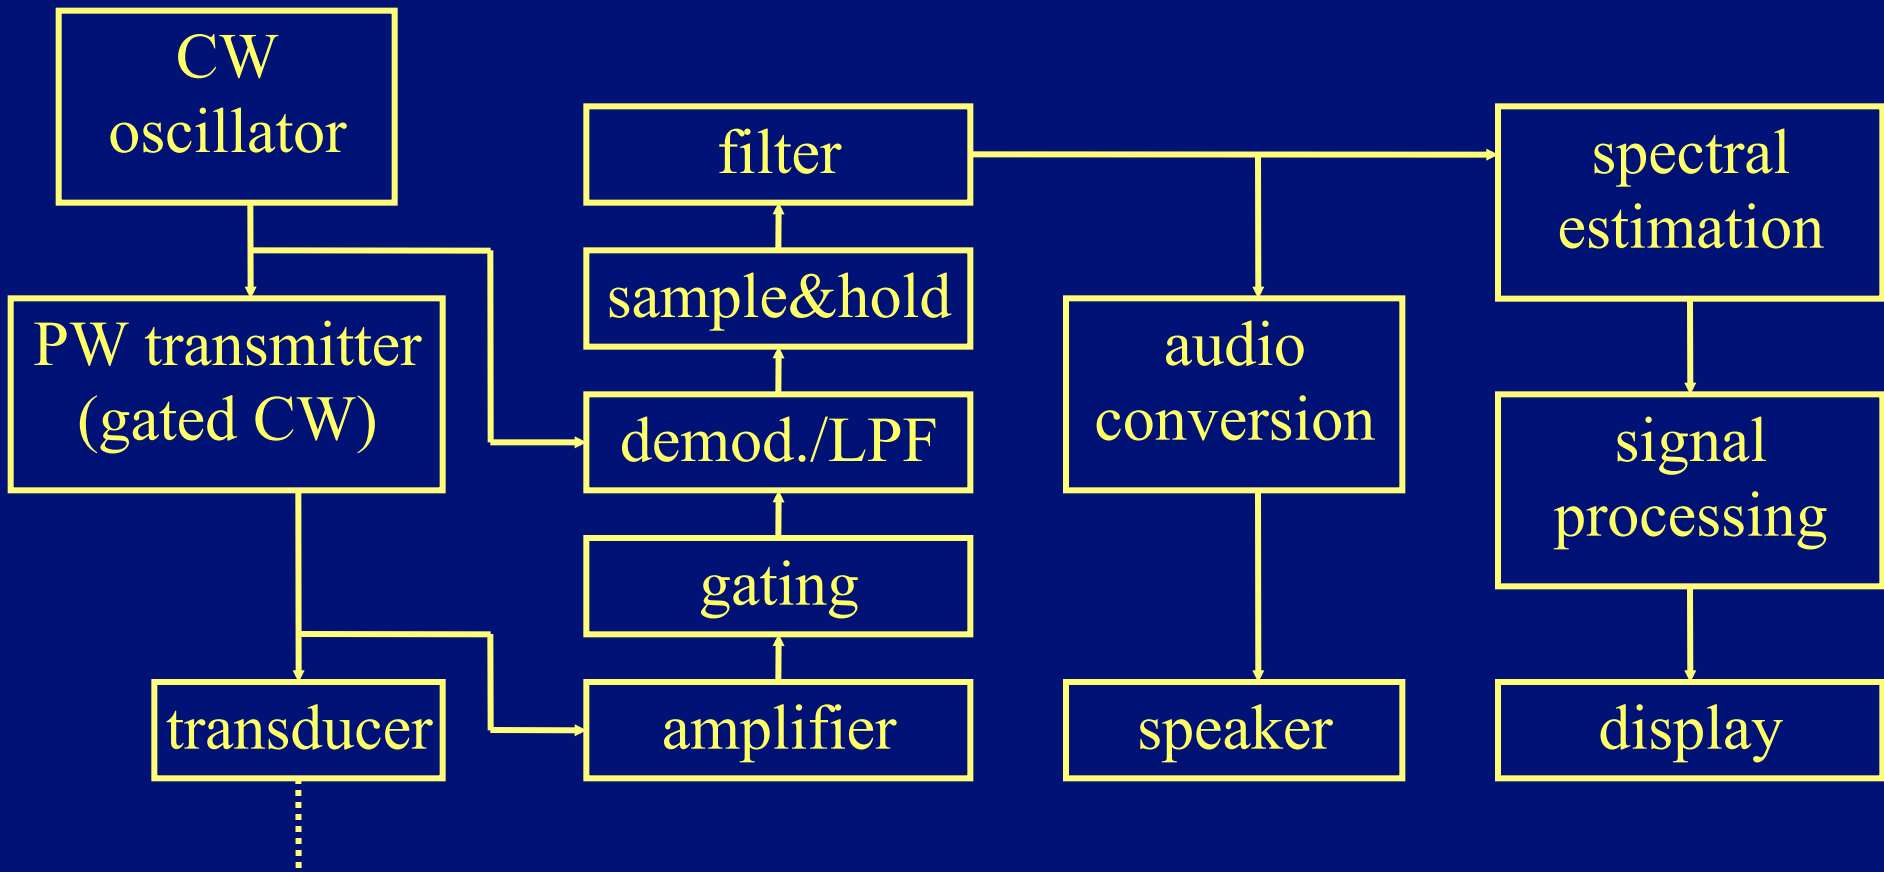 CW
oscillator
PW transmitter
(gated CW)
transducer
filter
sample&hold
demod./LPF
gating
amplifier
audio
conversion
speaker
spectral
estimation
signal
processing
display